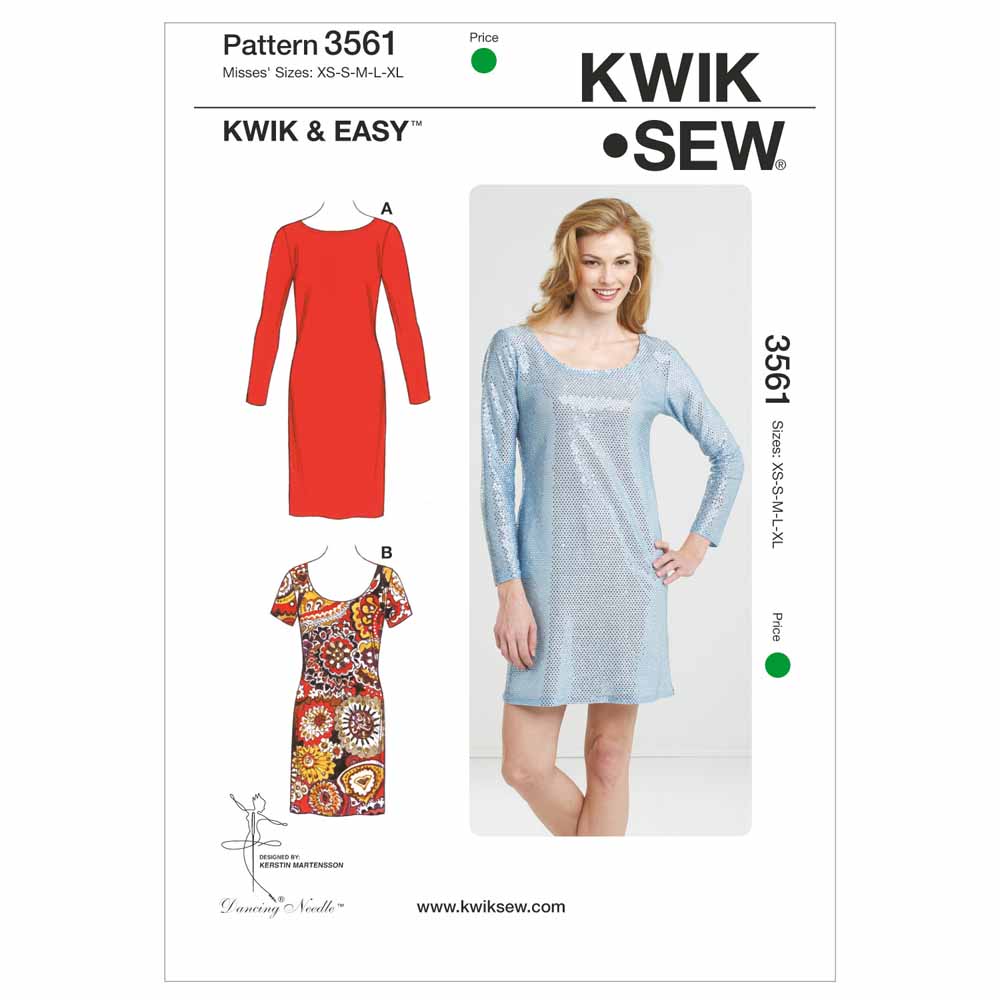 Pattern 3561
Misses' Sizes: XS-S-M-L-XL
Price
KWIK
•SEW®
KWIK & EASY™
A
B
3561 Sizes: XS-S-M-L-XL Price
DESIGNED BY:
KERSTIN MARTENSSON
Dancing® Needle™
www.kwiksew.com